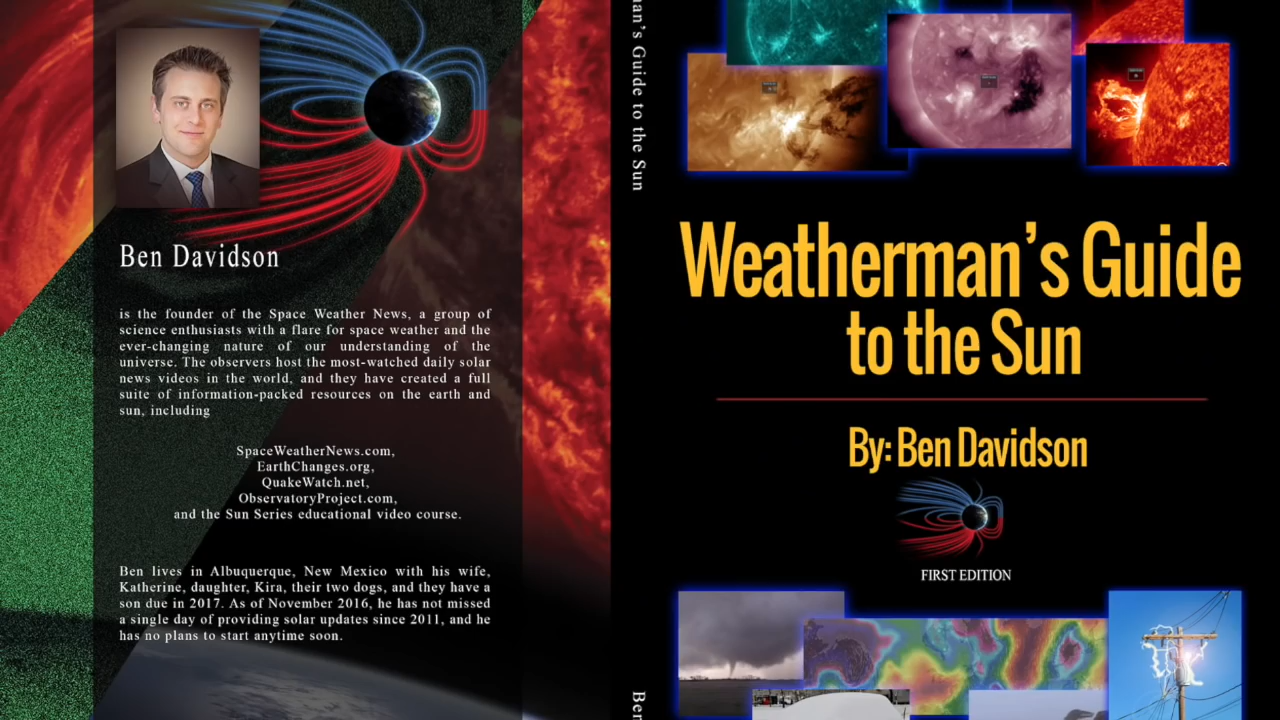 Ben Davidson
is the founder of the Space Weather News, a group of
science enthusiasts with a flare for space weather and the
ever-changing nature of our understanding of the
universe. The observers host the most-watched daily solar
news videos in the world, and they have created a full
suite of information-packed resources on the earth and
sun, including
SpaceWeatherNews.com,
EarthChanges.org,
QuakeWatch.net,
ObservatoryProject.com,
and the Sun Series educational video course.
Ben lives in Albuquerque, New Mexico with his wife,
Katherine, daughter, Kira, their two dogs, and they have a
son due in 2017. As of November 2016, he has not missed
a single day of providing solar updates since 2011, and he
has no plans to start anytime soon.
man's Guide to the Sun
Ben
Weatherman's Guide
to the Sun
By: Ben Davidson
FIRST EDITION